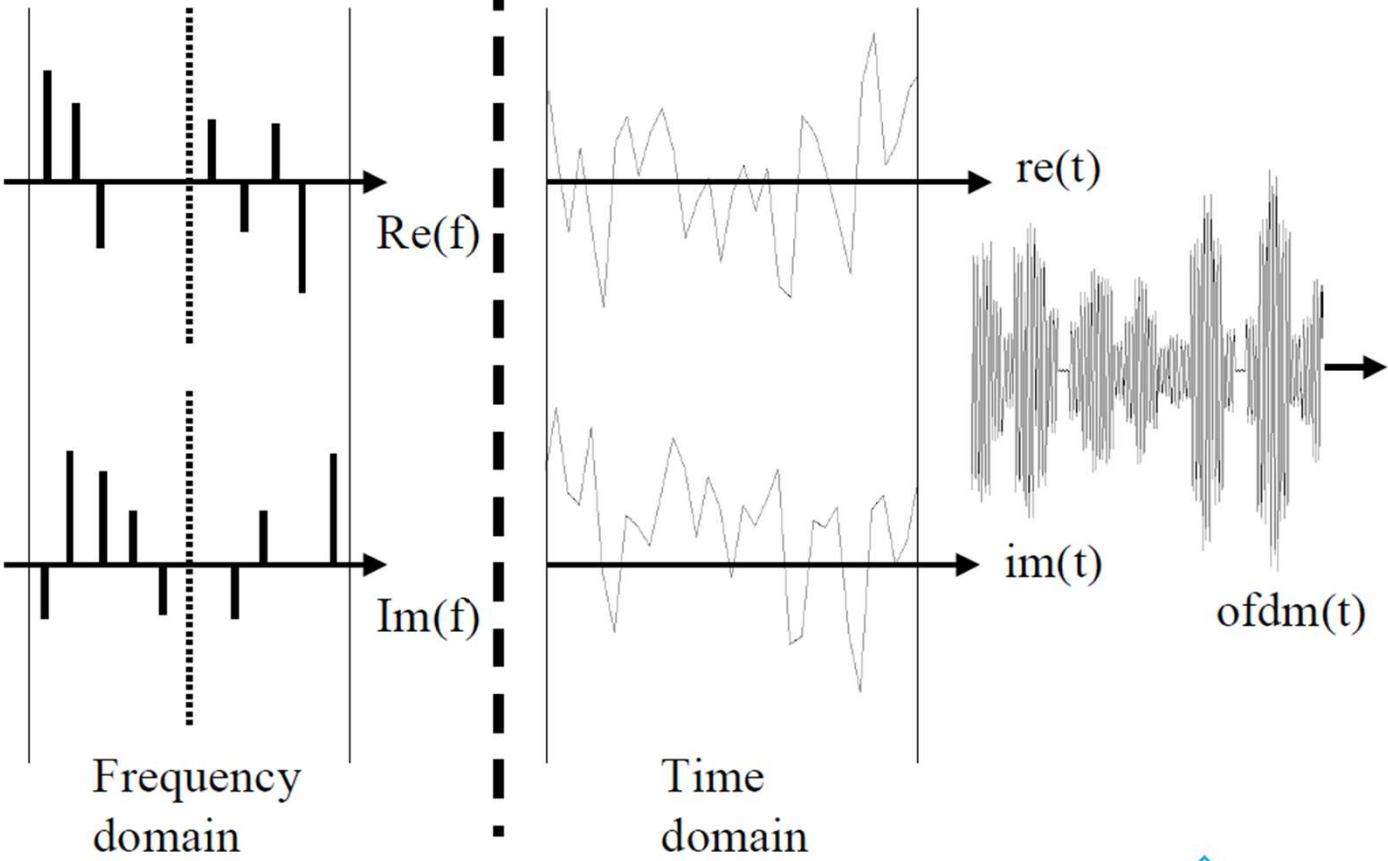 re(t)
Re(f)
im(t)
Im(f)
ofdm(t)
Frequency
domain
Time
domain